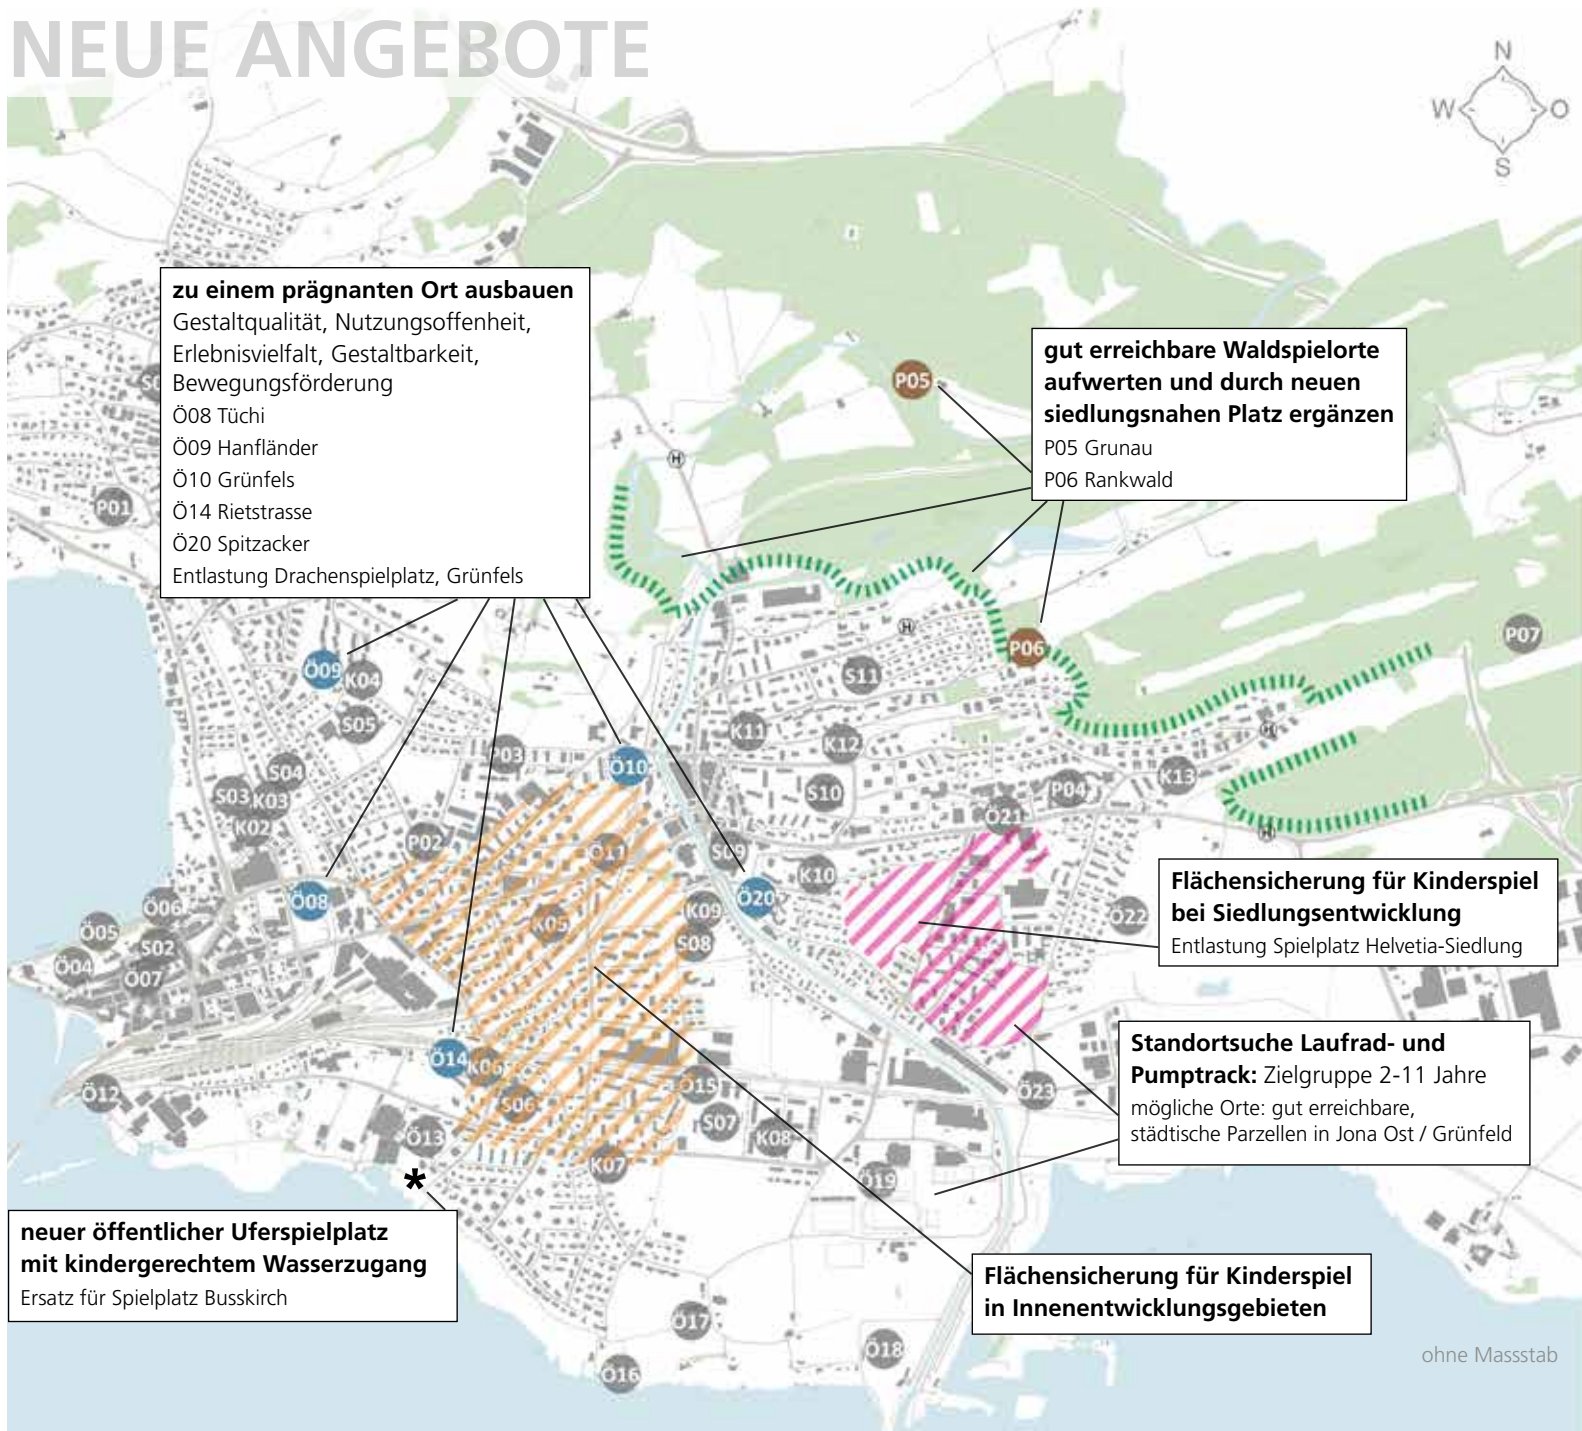 NEUE ANGEBOTE
N
W
O
S
zu einem prägnanten Ort ausbauen
Gestaltqualität, Nutzungsoffenheit,
Erlebnisvielfalt, Gestaltbarkeit,
Bewegungsförderung
Ö08 Tüchi
Ö09 Hanfländer
Ö10 Grünfels
Ö14 Rietstrasse
Ö20 Spitzacker
Entlastung Drachenspielplatz, Grünfels
gut erreichbare Waldspielorte
aufwerten und durch neuen
siedlungsnahen Platz ergänzen
P05 Grunau
P06 Rankwald
P05
H
P01
H
P07
P06
Ö09
K04
S11
S05
K11
K12
H
P03
Ö10
S04
K13
S03
K03
S10
P04
K02
Ö21
H
P02
Ö11
S09
K10
Ö20
Ö08
Ö06
K09
Ö22
K05
Ö05
S02
S08
Ö04
Ö07
Flächensicherung für Kinderspiel
bei Siedlungsentwicklung
Entlastung Spielplatz Helvetia-Siedlung
Standortsuche Laufrad- und
Pumptrack: Zielgruppe 2-11 Jahre
mögliche Orte: gut erreichbare,
städtische Parzellen in Jona Ost / Grünfeld
Ö14
K06
Ö12
Ö15
Ö23
S06
S07
Ö13
K08
K07
Ö19
*
neuer öffentlicher Uferspielplatz
mit kindergerechtem Wasserzugang
Ersatz für Spielplatz Busskirch
Flächensicherung für Kinderspiel
in Innenentwicklungsgebieten
Ö17
Ö18
Ö16
ohne Massstab